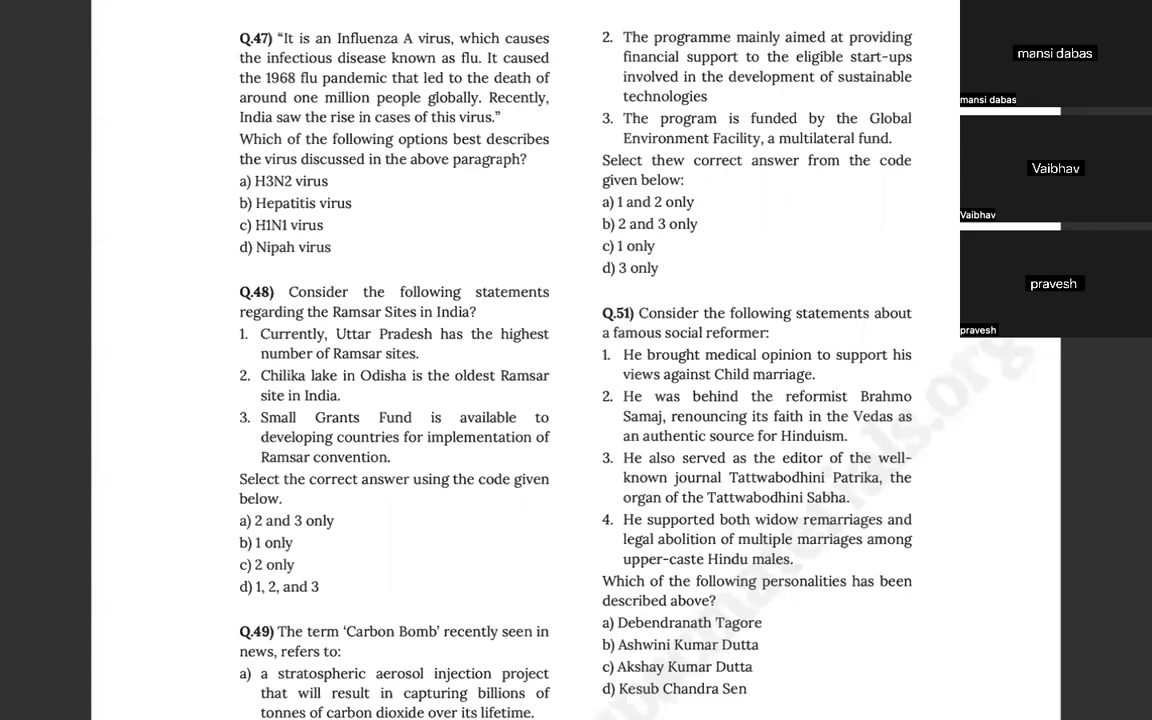 Q.47) “It is an Influenza A virus, which causes
the infectious disease known as flu. It caused
the 1968 flu pandemic that led to the death of
around one million people globally. Recently,
India saw the rise in cases of this virus.”
Which of the following options best describes
the virus discussed in the above paragraph?
a) H3N2 virus
b) Hepatitis virus
c) H1N1 virus
d) Nipah virus
Q.48) Consider the following statements
regarding the Ramsar Sites in India?
1. Currently, Uttar Pradesh has the highest
number of Ramsar sites.
2. Chilika lake in Odisha is the oldest Ramsar
site in India.
3. Small Grants Fund is available to
developing countries for implementation of
Ramsar convention.
Select the correct answer using the code given
below.
a) 2 and 3 only
b) 1 only
c) 2 only
d) 1, 2, and 3
Q.49) The term ‘Carbon Bomb’ recently seen in
news, refers to:
a) a stratospheric aerosol injection project
that will result in capturing billions of
tonnes of carbon dioxide over its lifetime.
2. The programme mainly aimed at providing
financial support to the eligible start-ups
involved in the development of sustainable
technologies
3. The program is funded by the Global
Environment Facility, a multilateral fund.
Select thew correct answer from the code
given below:
a) 1 and 2 only
b) 2 and 3 only
c) 1 only
d) 3 only
Q.51) Consider the following statements about
a famous social reformer:
1. He brought medical opinion to support his
views against Child marriage.
2. He was behind the reformist Brahmo
Samaj, renouncing its faith in the Vedas as
an authentic source for Hinduism.
3. He also served as the editor of the well-
known journal Tattwabodhini Patrika, the
organ of the Tattwabodhini Sabha.
4. He supported both widow remarriages and
legal abolition of multiple marriages among
upper-caste Hindu males.
Which of the following personalities has been
described above?
a) Debendranath Tagore
b) Ashwini Kumar Dutta
c) Akshay Kumar Dutta
d) Kesub Chandra Sen
mansi dabas
mansi dabas
Vaibhav
Vaibhav
pravesh
pravesh